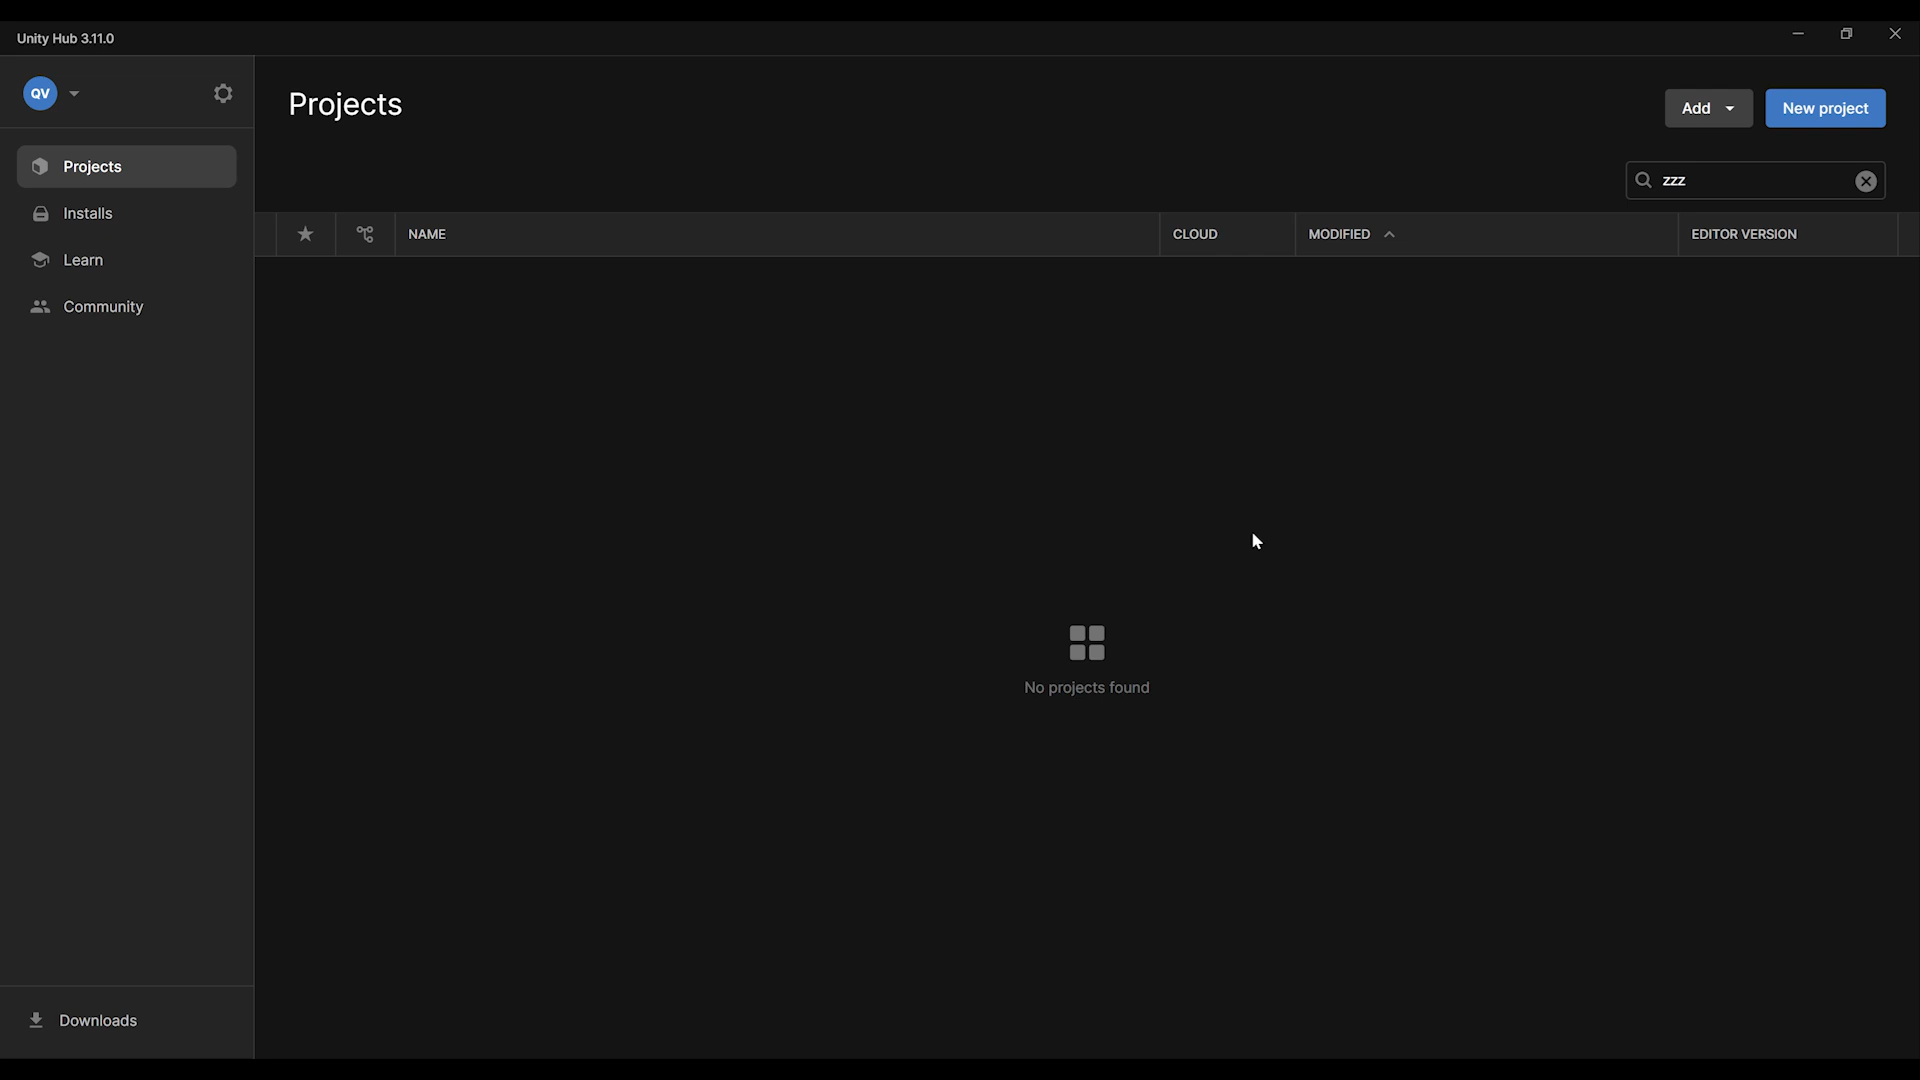 Unity Hub 3.11.0
QV
Projects
Add
New project
Projects
zzz
Installs
NAME
CLOUD
MODIFIED
EDITOR VERSION
Learn
Community
No projects found
Downloads